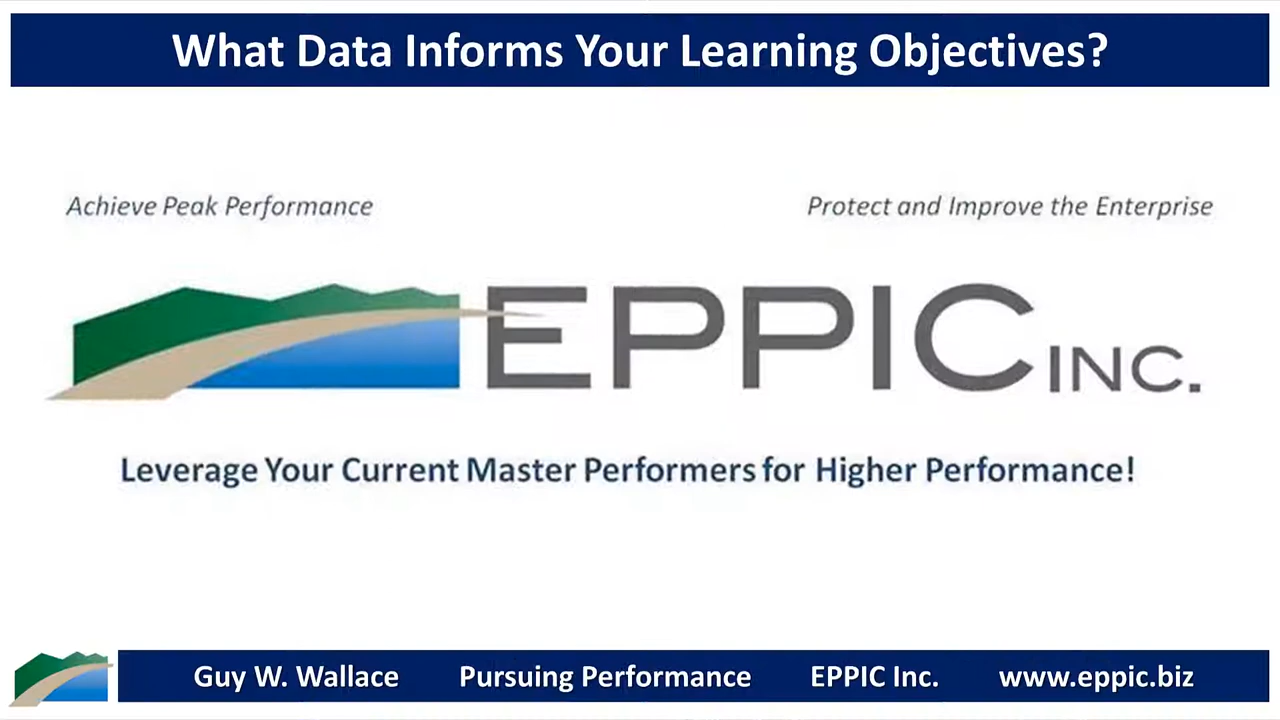 What Data Informs Your Learning Objectives?
Achieve Peak Performance
Protect and Improve the Enterprise
EPPIC INC.
Leverage Your Current Master Performers for Higher Performance!
Guy W. Wallace Pursuing Performance EPPIC Inc. www.eppic.biz